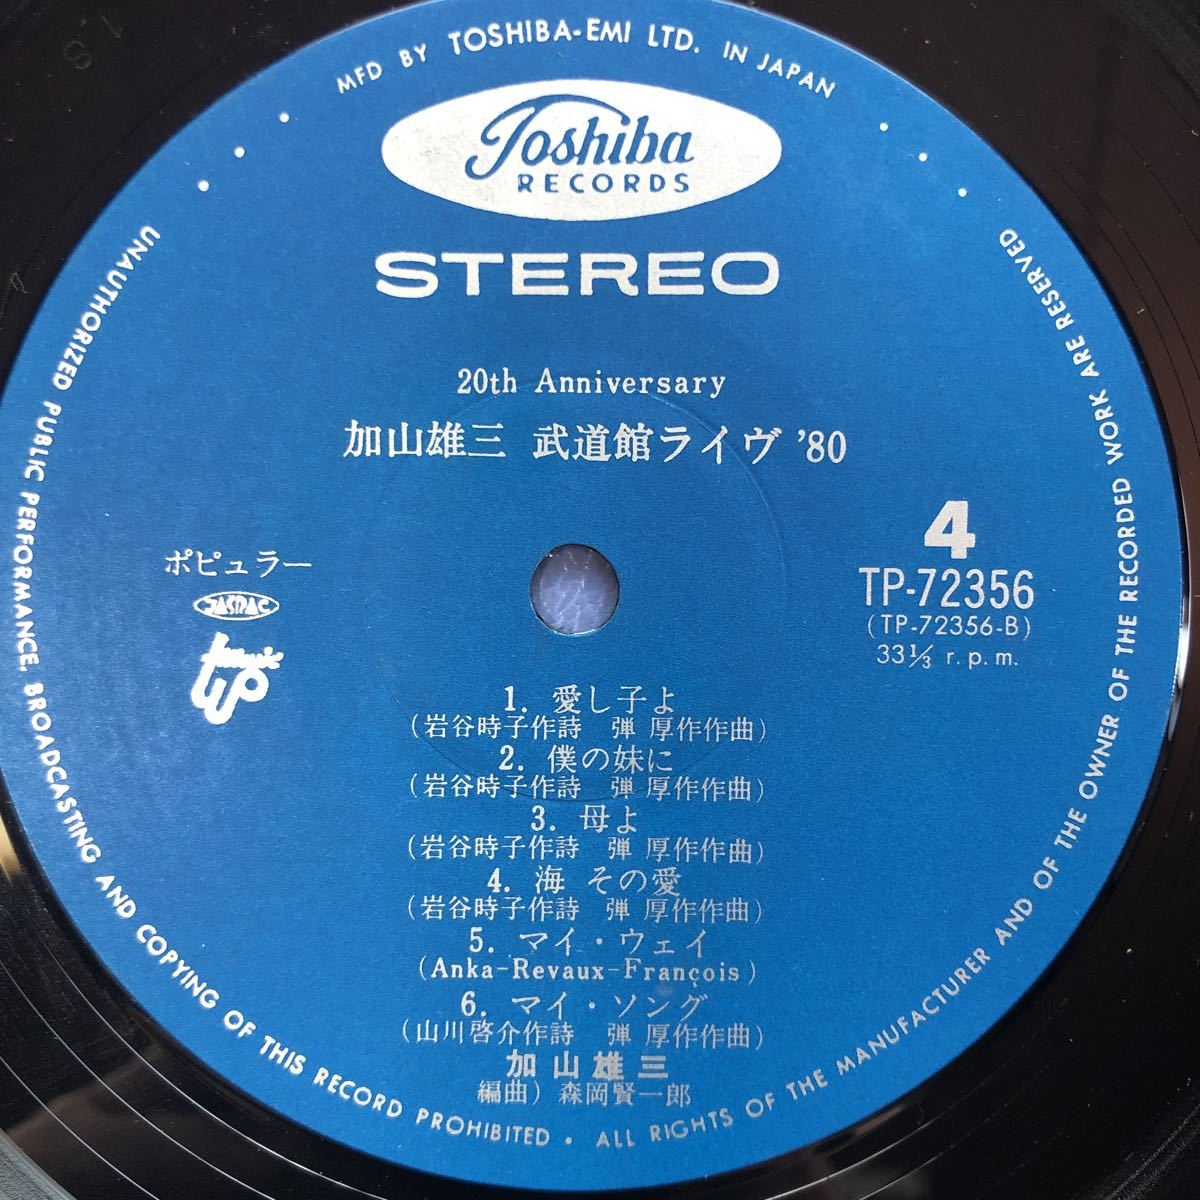 MFD BY TOSHIBA-EMI LTD. IN JAPAN
Toshiba
RECORDS
STEREO
20th Anniversary
加山雄三 武道館ライヴ '80
4
TP-72356
(TP-72356-B)
33 1/3 r.p.m.
ポピュラー
JASRAC
1. 愛し子よ
(岩谷時子作詩 弾 厚作作曲)
2. 僕の妹に
(岩谷時子作詩 弾 厚作作曲)
3. 母よ
(岩谷時子作詩 弾 厚作作曲)
4. 海 その愛
(岩谷時子作詩 弾 厚作作曲)
5. マイ・ウェイ
(Anka-Revaux-François)
6. マイ・ソング
(山川啓介作詩 弾 厚作作曲)
加山雄三
編曲) 森岡賢一郎
UNAUTHORIZED PUBLIC PERFORMANCE, BROADCASTING AND COPYING OF THIS RECORD PROHIBITED • ALL RIGHTS OF THE MANUFACTURER AND OF THE OWNER OF THE RECORDED WORK ARE RESERVED